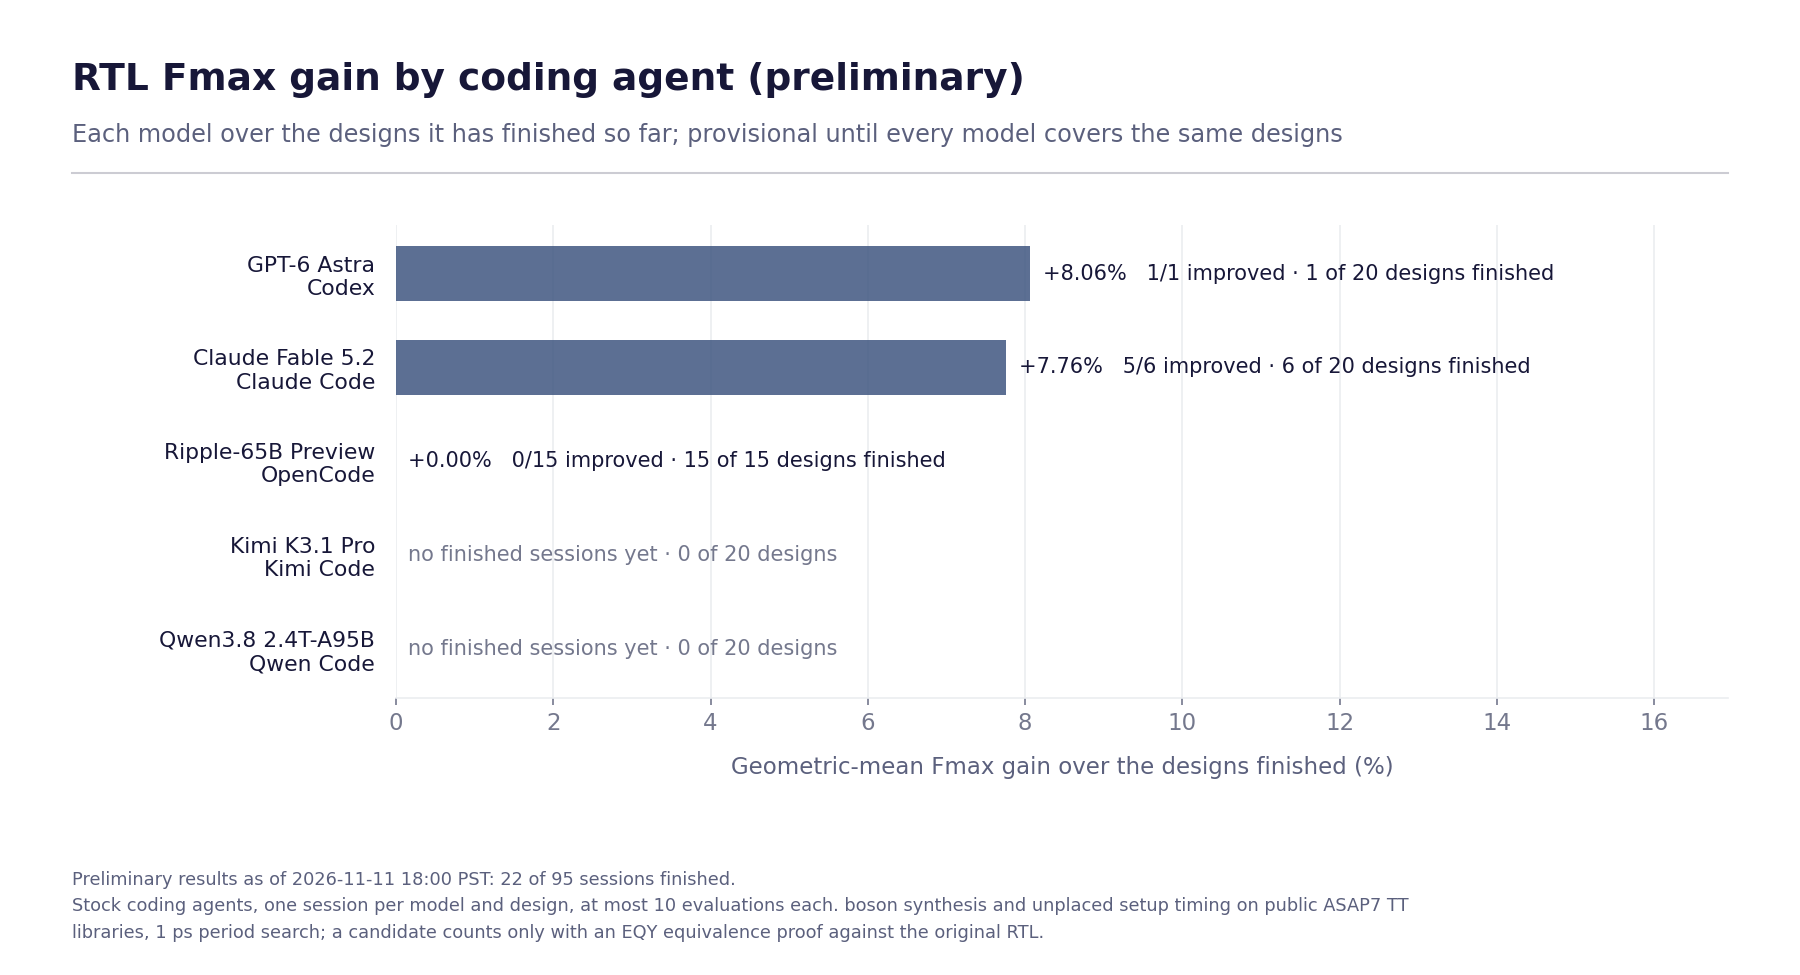 RTL Fmax gain by coding agent (preliminary)
Each model over the designs it has finished so far; provisional until every model covers the same designs
GPT-6 Astra
Codex
+8.06% 1/1 improved · 1 of 20 designs finished
Claude Fable 5.2
Claude Code
+7.76% 5/6 improved · 6 of 20 designs finished
Ripple-65B Preview
OpenCode
+0.00% 0/15 improved · 15 of 15 designs finished
Kimi K3.1 Pro
Kimi Code
no finished sessions yet · 0 of 20 designs
Qwen3.8 2.4T-A95B
Qwen Code
no finished sessions yet · 0 of 20 designs
0 2 4 6 8 10 12 14 16
Geometric-mean Fmax gain over the designs finished (%)
Preliminary results as of 2026-11-11 18:00 PST: 22 of 95 sessions finished.
Stock coding agents, one session per model and design, at most 10 evaluations each. boson synthesis and unplaced setup timing on public ASAP7 TT
libraries, 1 ps period search; a candidate counts only with an EQY equivalence proof against the original RTL.